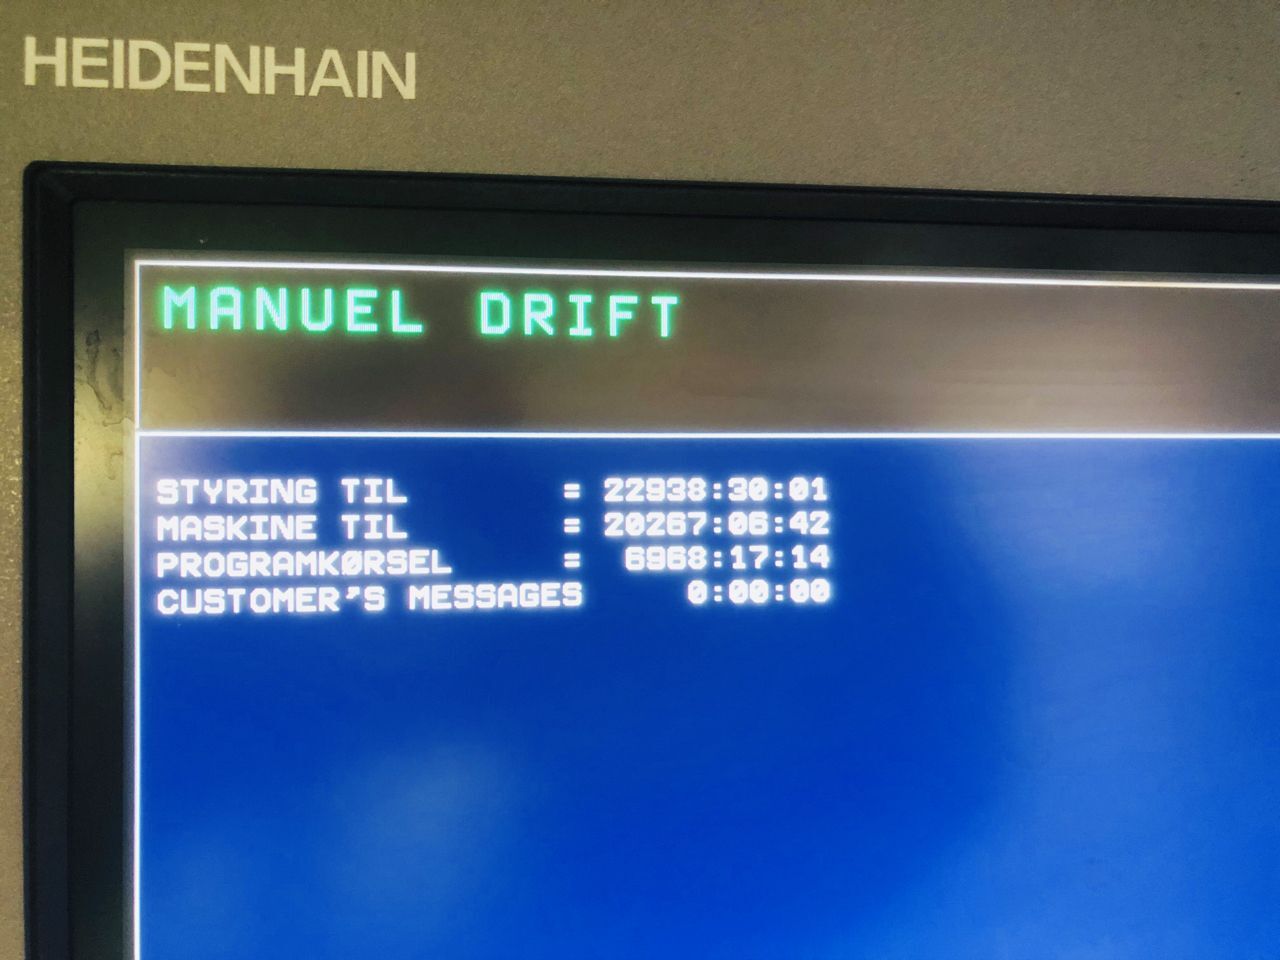 HEIDENHAIN
MANUEL DRIFT
STYRING TIL = 22938:30:01
MASKINE TIL = 20267:06:42
PROGRAMKØRSEL = 6968:17:14
CUSTOMER'S MESSAGES 0:00:00